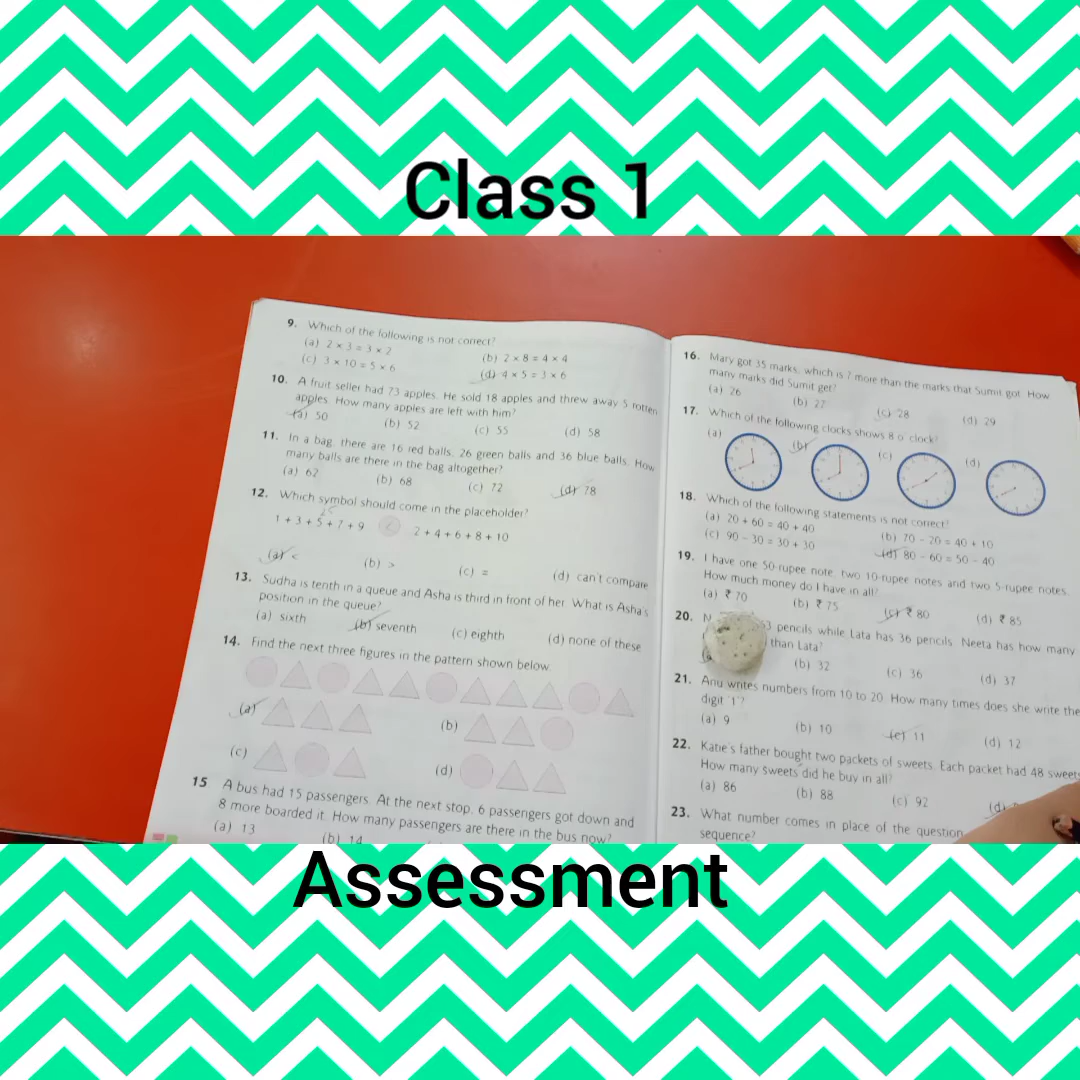 Class 1
9. Which of the following is not correct?
(a) 2 × 3 = 3 × 2 (b) 2 × 8 = 4 × 4
(c) 3 × 10 = 5 × 6 (d) 4 × 5 = 3 × 6
10. A fruit seller had 73 apples. He sold 18 apples and threw away 5 rotten
apples. How many apples are left with him?
(a) 50 (b) 52 (c) 55 (d) 58
11. In a bag, there are 16 red balls, 26 green balls and 36 blue balls. How
many balls are there in the bag altogether?
(a) 62 (b) 68 (c) 72 (d) 78
12. Which symbol should come in the placeholder?
25
1 + 3 + 5 + 7 + 9 2 + 4 + 6 + 8 + 10
(a) < (b) > (c) = (d) can't compare
13. Sudha is tenth in a queue and Asha is third in front of her. What is Asha's
position in the queue?
(a) sixth (b) seventh (c) eighth (d) none of these
14. Find the next three figures in the pattern shown below.
(a) (b)
(c) (d)
15 A bus had 15 passengers. At the next stop, 6 passengers got down and
8 more boarded it. How many passengers are there in the bus now?
(a) 13 (b) 14
16. Mary got 35 marks, which is 7 more than the marks that Sumit got. How
many marks did Sumit get?
(a) 26 (b) 27 (c) 28 (d) 29
17. Which of the following clocks shows 8 o' clock?
(a) (b) (c) (d)
18. Which of the following statements is not correct?
(a) 20 + 60 = 40 + 40 (b) 70 - 20 = 40 + 10
(c) 90 - 30 = 30 + 30 (d) 80 - 60 = 50 - 40
19. I have one 50-rupee note, two 10-rupee notes and two 5-rupee notes.
How much money do I have in all?
(a) ₹ 70 (b) ₹ 75 (c) ₹ 80 (d) ₹ 85
20. 3 pencils while Lata has 36 pencils. Neeta has how many
than Lata?
(b) 32 (c) 36 (d) 37
21. Anu writes numbers from 10 to 20. How many times does she write the
digit '1'?
(a) 9 (b) 10 (c) 11 (d) 12
22. Katie's father bought two packets of sweets. Each packet had 48 sweets
How many sweets did he buy in all?
(a) 86 (b) 88 (c) 92 (d)
23. What number comes in place of the question
sequence?
Assessment